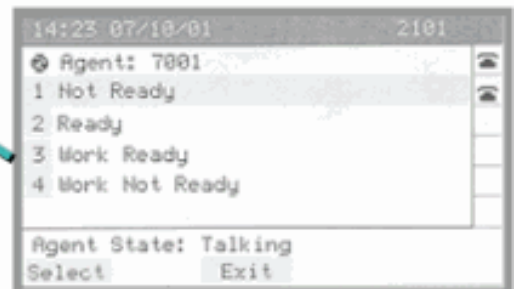 14:23 07/10/01 2101
Agent: 7001
1 Not Ready
2 Ready
3 Work Ready
4 Work Not Ready
Agent State: Talking
Select Exit